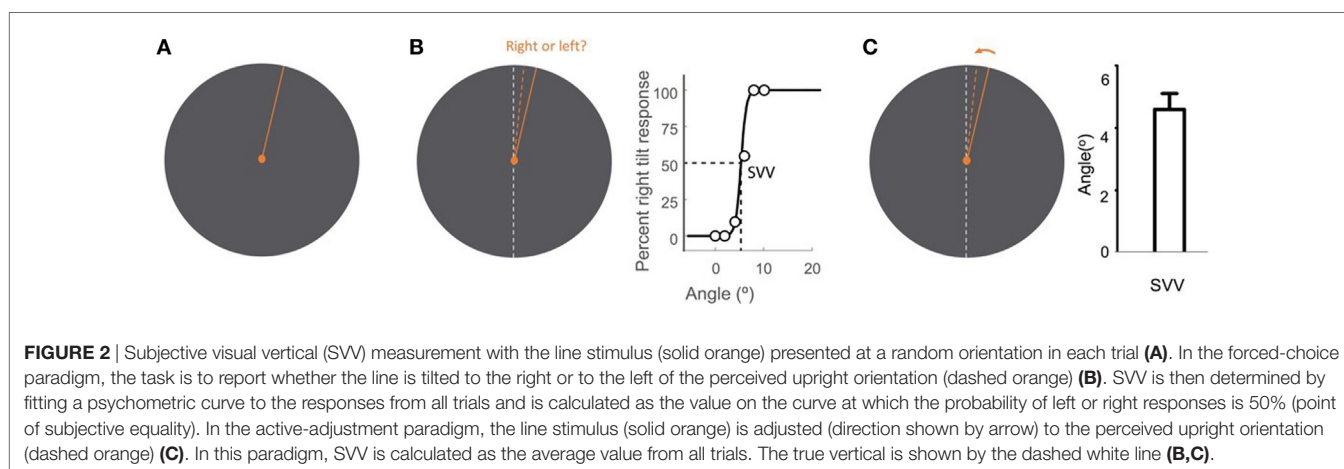 A
B
Right or left?
C
Percent right tilt response
100
75
50
25
0
SVV
0
10
20
Angle (º)
Angle(º)
6
4
2
0
SVV
FIGURE 2 | Subjective visual vertical (SVV) measurement with the line stimulus (solid orange) presented at a random orientation in each trial (A). In the forced-choice
paradigm, the task is to report whether the line is tilted to the right or to the left of the perceived upright orientation (dashed orange) (B). SVV is then determined by
fitting a psychometric curve to the responses from all trials and is calculated as the value on the curve at which the probability of left or right responses is 50% (point
of subjective equality). In the active-adjustment paradigm, the line stimulus (solid orange) is adjusted (direction shown by arrow) to the perceived upright orientation
(dashed orange) (C). In this paradigm, SVV is calculated as the average value from all trials. The true vertical is shown by the dashed white line (B,C).